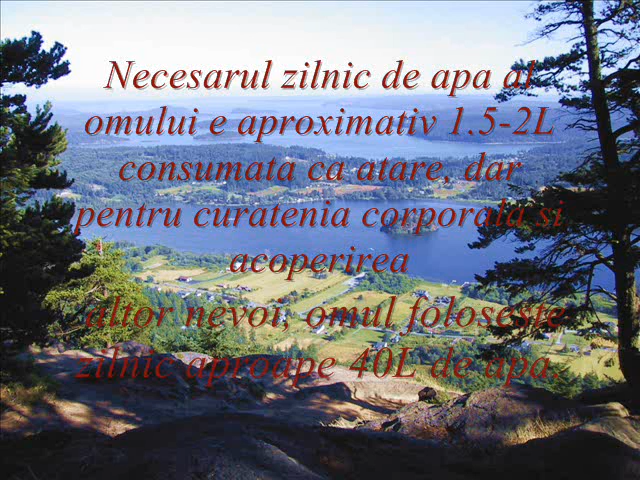 Necesarul zilnic de apa al
omului e aproximativ 1.5-2L
consumata ca atare, dar
pentru curatenia corporala si
acoperirea
altor nevoi, omul foloseste
zilnic aproape 40L de apa.